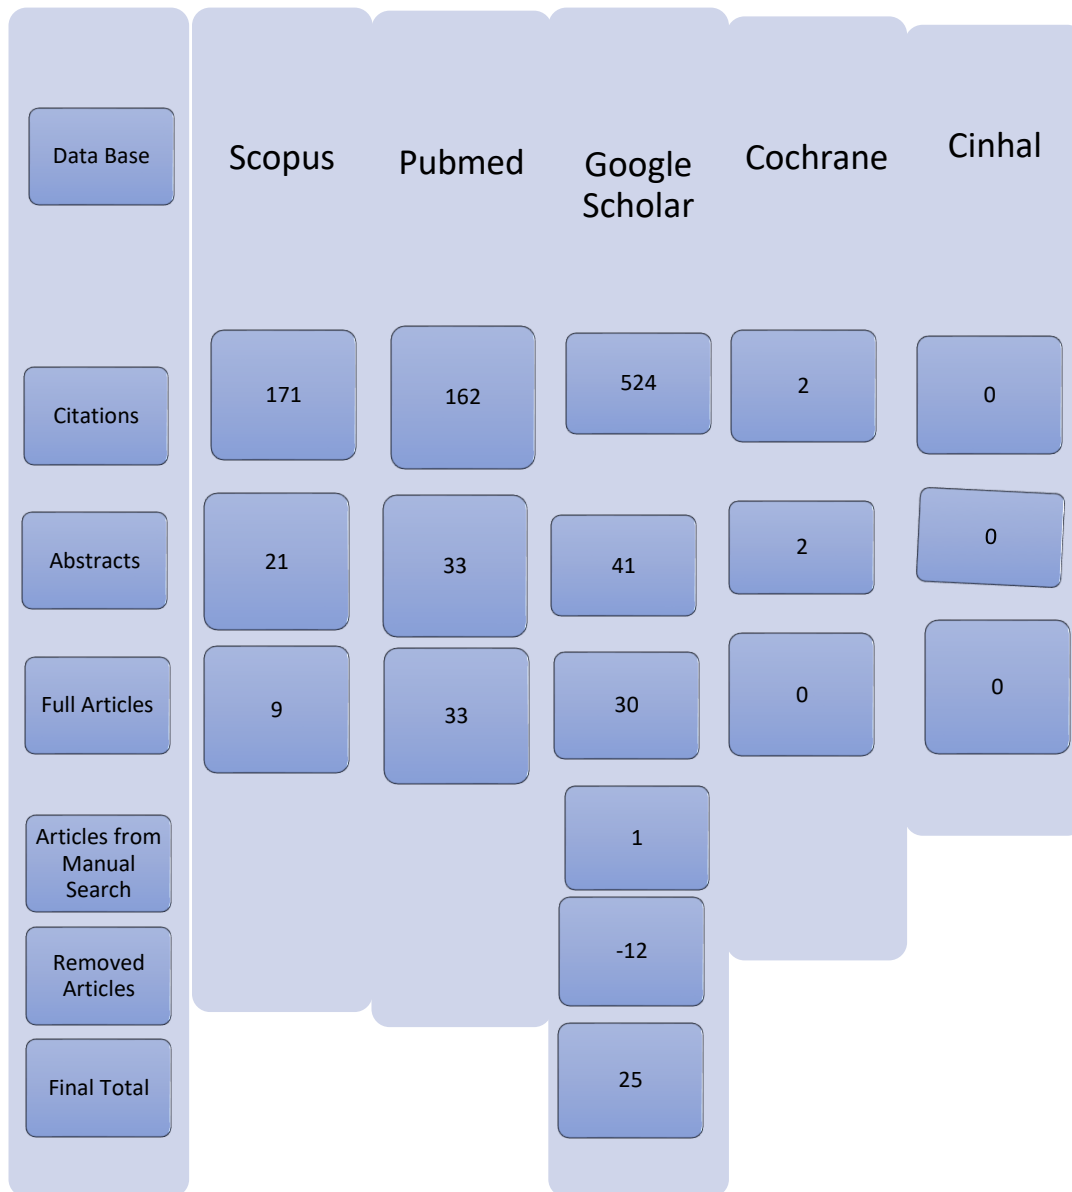 Data Base
Scopus
Pubmed
Google
Scholar
Cochrane
Cinhal
Citations
171
162
524
2
0
Abstracts
21
33
41
2
0
Full Articles
9
33
30
0
0
Articles from
Manual
Search
1
Removed
Articles
-12
Final Total
25